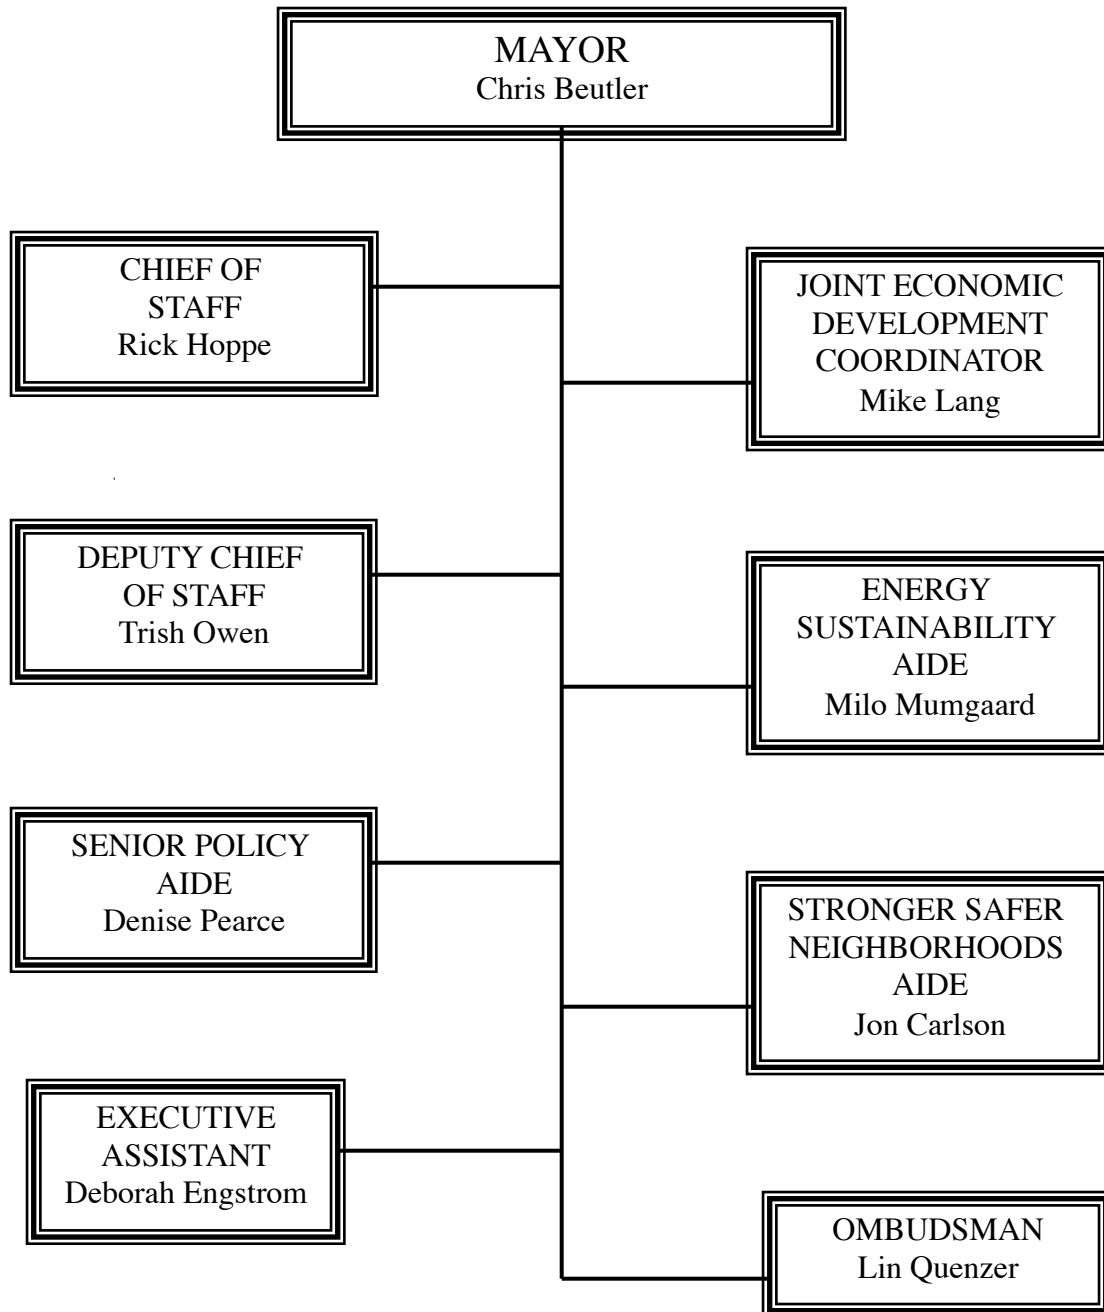 MAYOR
Chris Beutler
CHIEF OF
STAFF
Rick Hoppe
JOINT ECONOMIC
DEVELOPMENT
COORDINATOR
Mike Lang
DEPUTY CHIEF
OF STAFF
Trish Owen
ENERGY
SUSTAINABILITY
AIDE
Milo Mumgaard
SENIOR POLICY
AIDE
Denise Pearce
STRONGER SAFER
NEIGHBORHOODS
AIDE
Jon Carlson
EXECUTIVE
ASSISTANT
Deborah Engstrom
OMBUDSMAN
Lin Quenzer